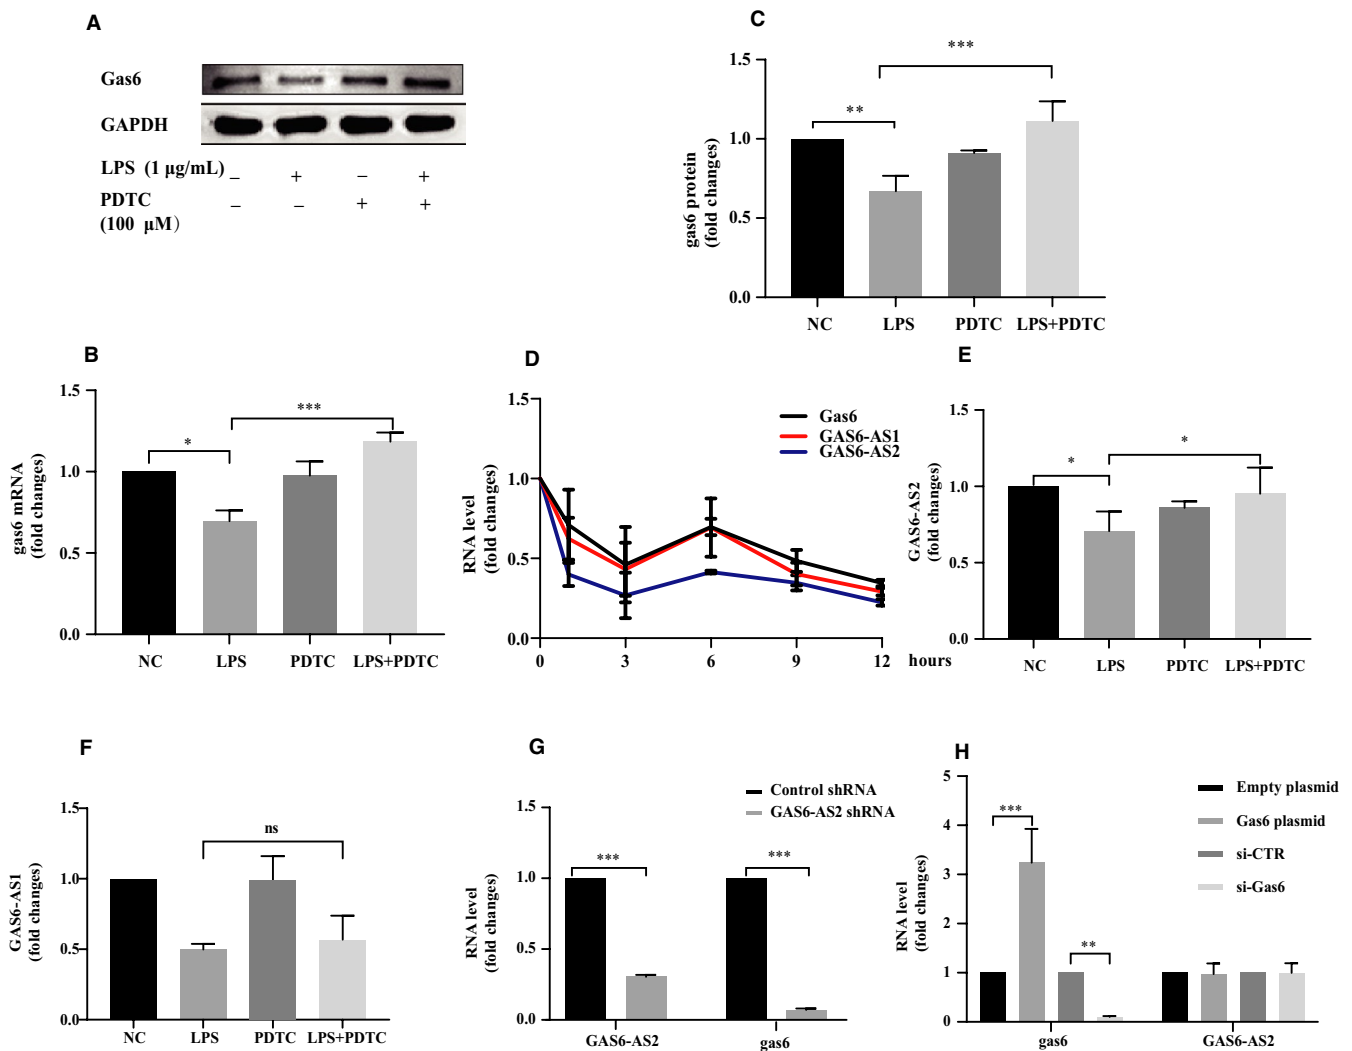 A
Gas6
GAPDH
LPS (1 μg/mL) – + – +
PDTC – – + +
(100 μM)
C
gas6 protein
(fold changes)
1.5
1.0
0.5
0.0
**
***
NC LPS PDTC LPS+PDTC
B
gas6 mRNA
(fold changes)
1.5
1.0
0.5
0.0
*
***
NC LPS PDTC LPS+PDTC
D
RNA level
(fold changes)
1.5
1.0
0.5
0.0
Gas6
GAS6-AS1
GAS6-AS2
0 3 6 9 12 hours
E
GAS6-AS2
(fold changes)
1.5
1.0
0.5
0.0
*
*
NC LPS PDTC LPS+PDTC
F
GAS6-AS1
(fold changes)
1.5
1.0
0.5
0.0
ns
NC LPS PDTC LPS+PDTC
G
RNA level
(fold changes)
1.5
1.0
0.5
0.0
Control shRNA
GAS6-AS2 shRNA
*** ***
GAS6-AS2 gas6
H
RNA level
(fold changes)
5
4
3
2
1
0
Empty plasmid
Gas6 plasmid
si-CTR
si-Gas6
***
**
gas6 GAS6-AS2